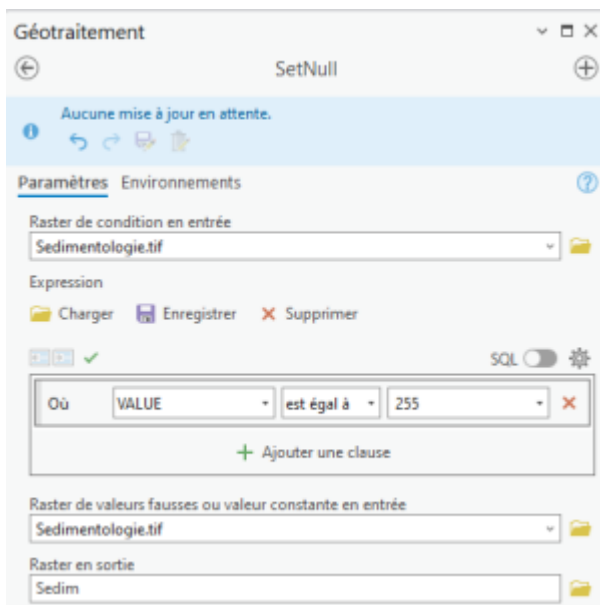 Géotraitement
SetNull
Aucune mise à jour en attente.
Paramètres Environnements
Raster de condition en entrée
Sedimentologie.tif
Expression
Charger Enregistrer Supprimer
SQL
Où VALUE est égal à 255
Ajouter une clause
Raster de valeurs fausses ou valeur constante en entrée
Sedimentologie.tif
Raster en sortie
Sedim